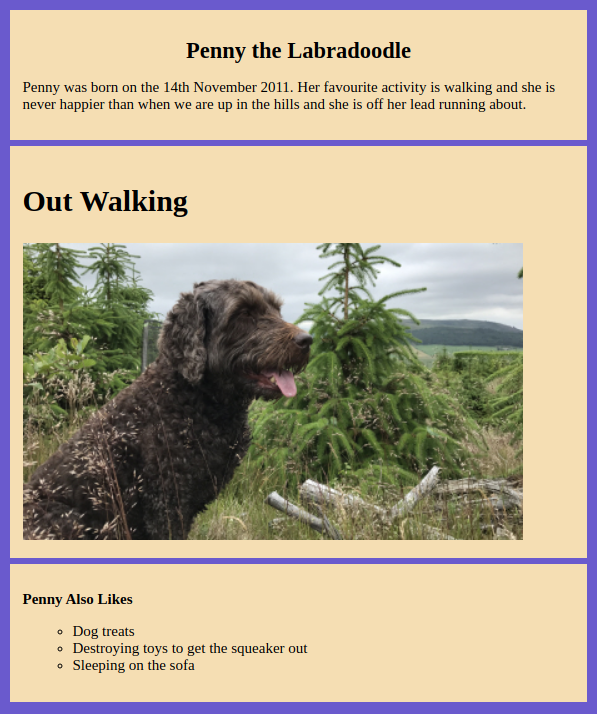 Penny the Labradoodle
Penny was born on the 14th November 2011. Her favourite activity is walking and she is
never happier than when we are up in the hills and she is off her lead running about.
Out Walking
Penny Also Likes
Dog treats
Destroying toys to get the squeaker out
Sleeping on the sofa